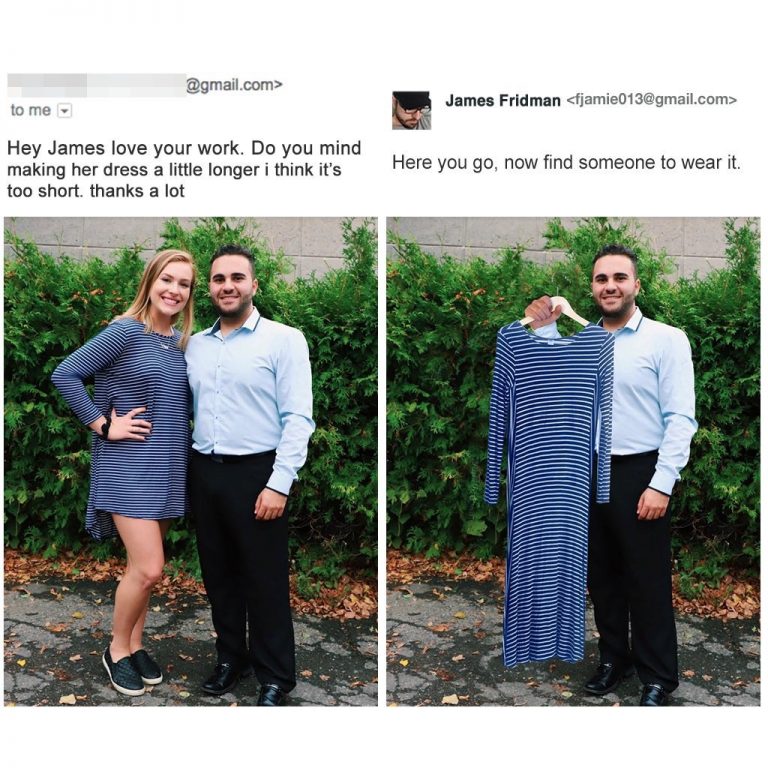 @gmail.com>
to me
Hey James love your work. Do you mind
making her dress a little longer i think it's
too short. thanks a lot
James Fridman <fjamie013@gmail.com>
Here you go, now find someone to wear it.